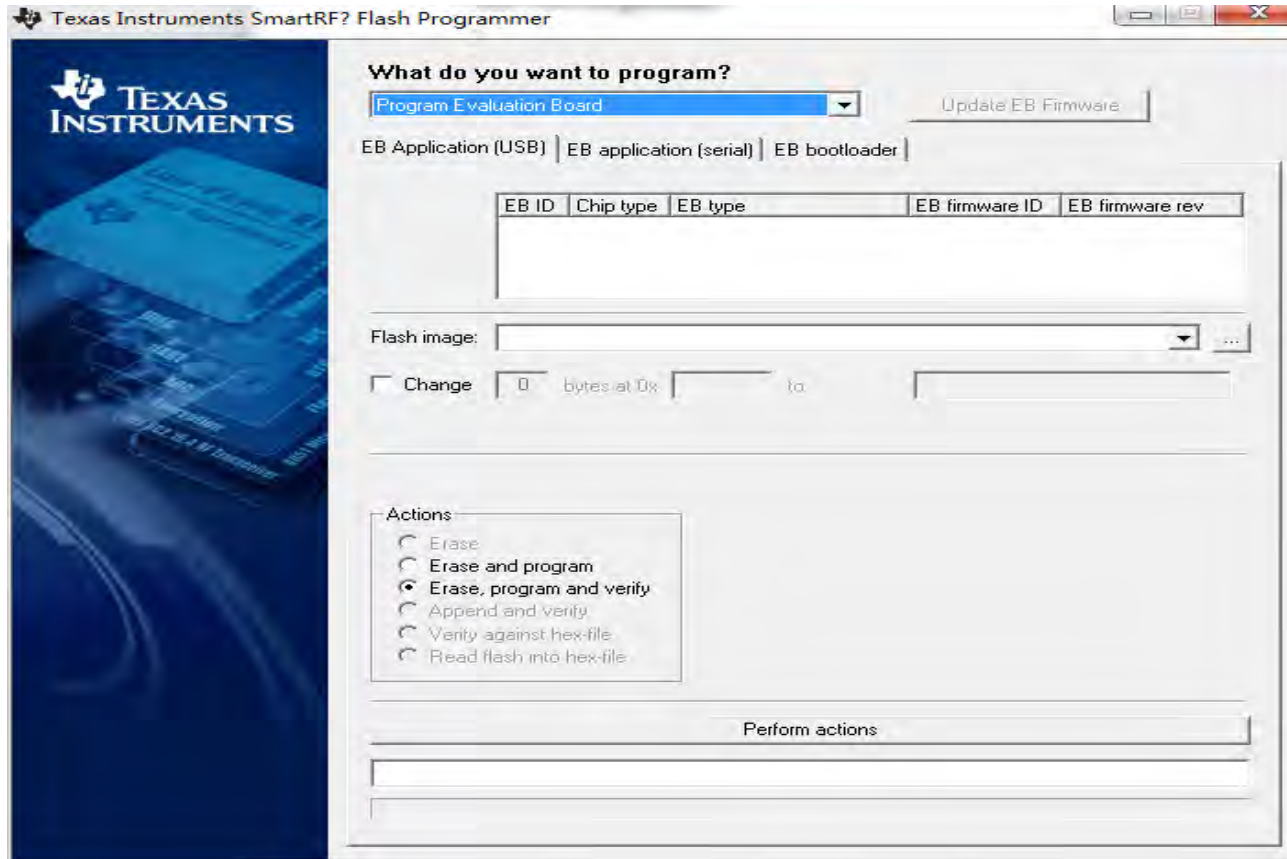 Texas Instruments SmartRF? Flash Programmer
TEXAS
INSTRUMENTS
What do you want to program?
Program Evaluation Board
Update EB Firmware
EB Application (USB) EB application (serial) EB bootloader
EB ID Chip type EB type EB firmware ID EB firmware rev
Flash image: ...
Change 0 bytes at 0x to
Actions
Erase
Erase and program
Erase, program and verify
Append and verify
Verify against hex-file
Read flash into hex-file
Perform actions